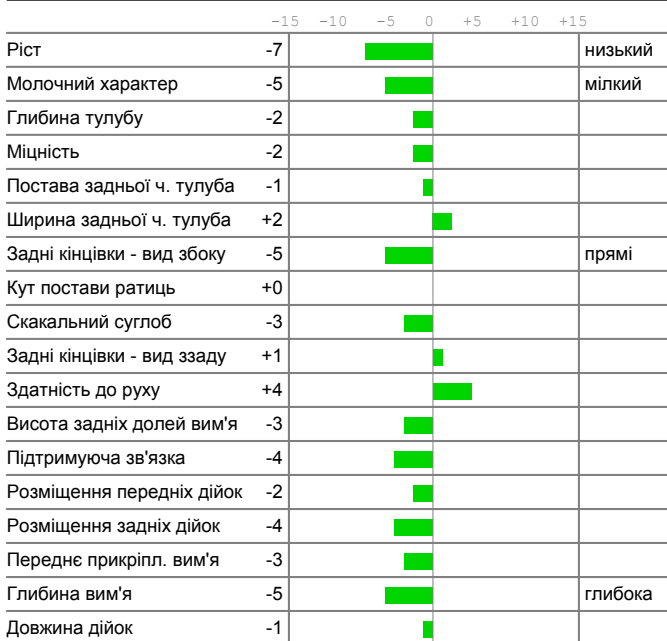 -15 -10 -5 0 +5 +10 +15
Ріст -7 низький
Молочний характер -5 мілкий
Глибина тулубу -2
Міцність -2
Постава задньої ч. тулуба -1
Ширина задньої ч. тулуба +2
Задні кінцівки - вид збоку -5 прямі
Кут постави ратиць +0
Скакальний суглоб -3
Задні кінцівки - вид ззаду +1
Здатність до руху +4
Висота задніх долей вим'я -3
Підтримуюча зв'язка -4
Розміщення передніх дійок -2
Розміщення задніх дійок -4
Переднє прикріпл. вим'я -3
Глибина вим'я -5 глибока
Довжина дійок -1